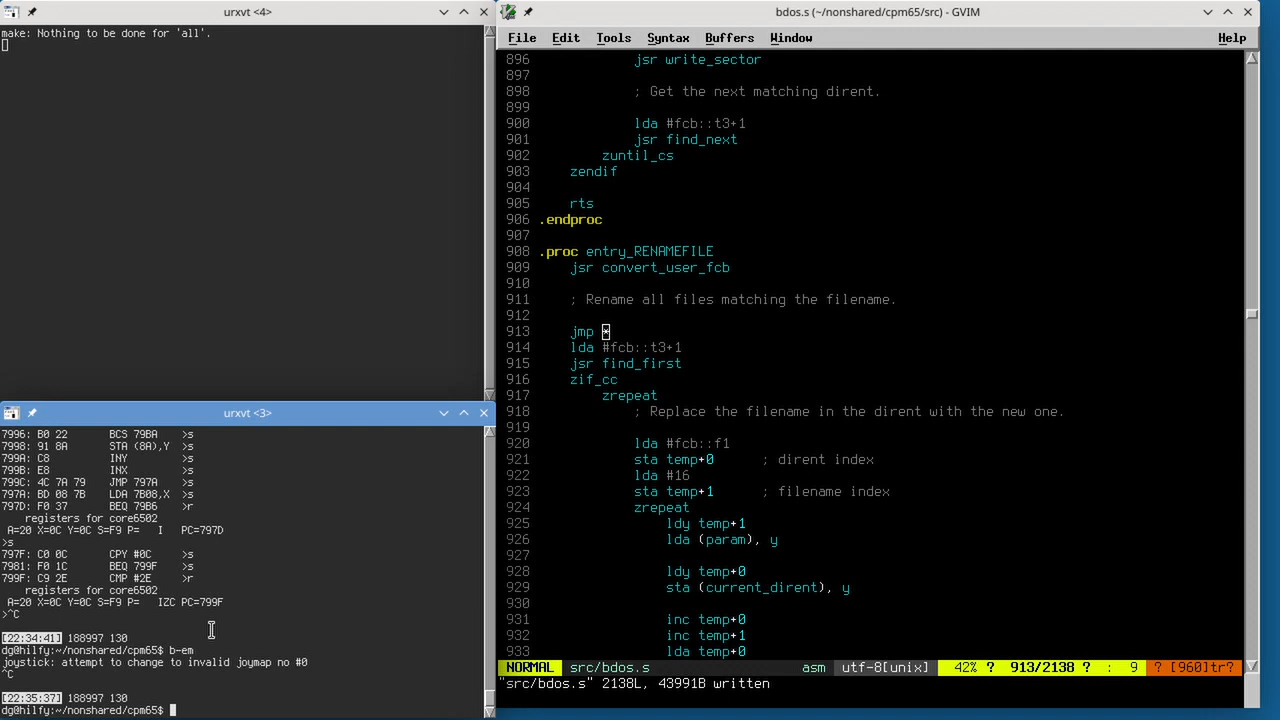 urxvt <4>
make: Nothing to be done for 'all'.
urxvt <3>
7996: B0 22      BCS 79BA   >s
7998: 91 8A      STA (8A),Y  >s
799A: C8         INY        >s
799B: E8         INX        >s
799C: 4C 7A 79   JMP 797A   >s
797A: BD 08 7B   LDA 7B08,X  >s
797D: F0 37      BEQ 79B6   >r
    registers for core6502
 A=20 X=0C Y=0C S=F9 P=   I   PC=797D
>s
797F: C0 0C      CPY #0C    >s
7981: F0 1C      BEQ 799F   >s
799F: C9 2E      CMP #2E    >r
    registers for core6502
 A=20 X=0C Y=0C S=F9 P=   IZC PC=799F
>^C
[22:34:41] 188997 130
dg@hilfy:~/nonshared/cpm65$ b-em
joystick: attempt to change to invalid joymap no #0
^C
[22:35:37] 188997 130
dg@hilfy:~/nonshared/cpm65$
bdos.s (~/nonshared/cpm65/src) - GVIM
File Edit Tools Syntax Buffers Window Help
896             jsr write_sector
897
898             ; Get the next matching dirent.
899
900             lda #fcb::t3+1
901             jsr find_next
902         zuntil_cs
903     zendif
904
905     rts
906 .endproc
907
908 .proc entry_RENAMEFILE
909     jsr convert_user_fcb
910
911     ; Rename all files matching the filename.
912
913     jmp *
914     lda #fcb::t3+1
915     jsr find_first
916     zif_cc
917         zrepeat
918             ; Replace the filename in the dirent with the new one.
919
920             lda #fcb::f1
921             sta temp+0      ; dirent index
922             lda #16
923             sta temp+1      ; filename index
924             zrepeat
925                 ldy temp+1
926                 lda (param), y
927
928                 ldy temp+0
929                 sta (current_dirent), y
930
931                 inc temp+0
932                 inc temp+1
933                 lda temp+0
NORMAL src/bdos.s asm utf-8[unix] 42% ? 913/2138 ? : 9 ? [960]tr?
"src/bdos.s" 2138L, 43991B written